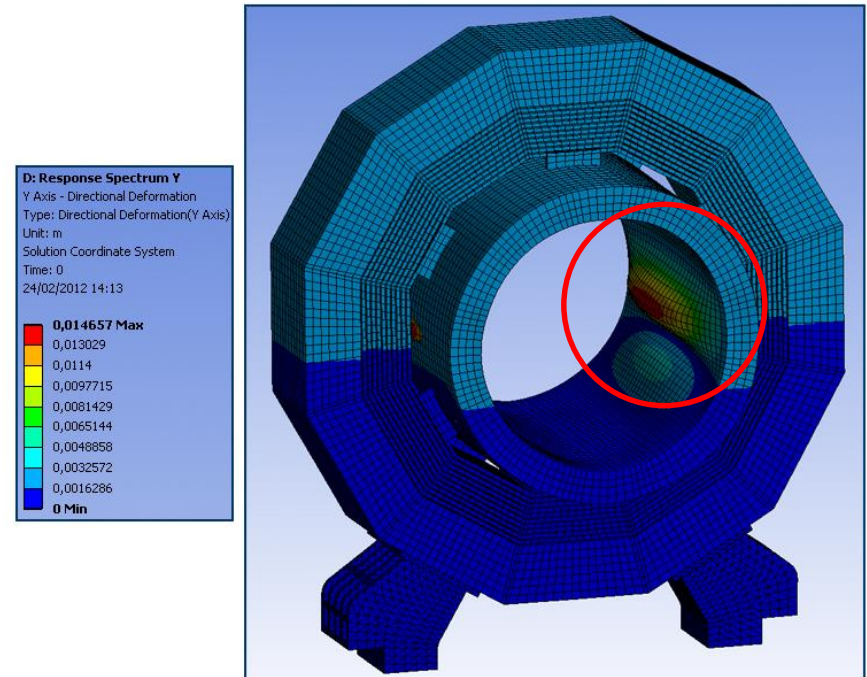 D: Response Spectrum Y
Y Axis - Directional Deformation
Type: Directional Deformation(Y Axis)
Unit: m
Solution Coordinate System
Time: 0
24/02/2012 14:13
0,014657 Max
0,013029
0,0114
0,0097715
0,0081429
0,0065144
0,0048858
0,0032572
0,0016286
0 Min